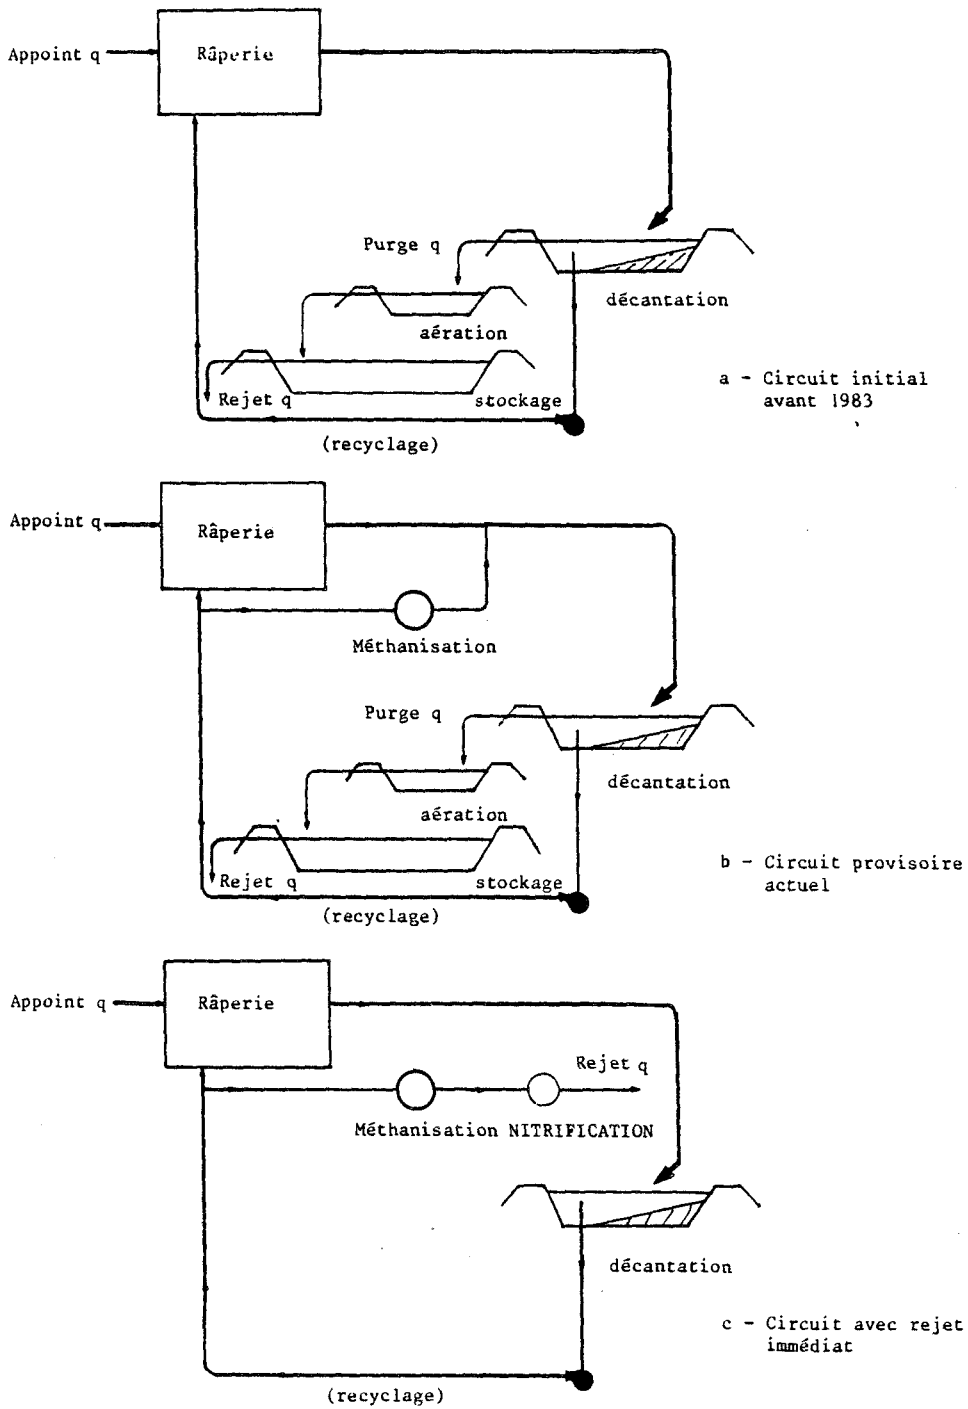 Appoint q
Râperie
Purge q
décantation
aération
Rejet q
stockage
(recyclage)
a - Circuit initial
avant 1983
Appoint q
Râperie
Méthanisation
Purge q
décantation
aération
Rejet q
stockage
(recyclage)
b - Circuit provisoire
actuel
Appoint q
Râperie
Rejet q
Méthanisation NITRIFICATION
décantation
c - Circuit avec rejet
immédiat
(recyclage)